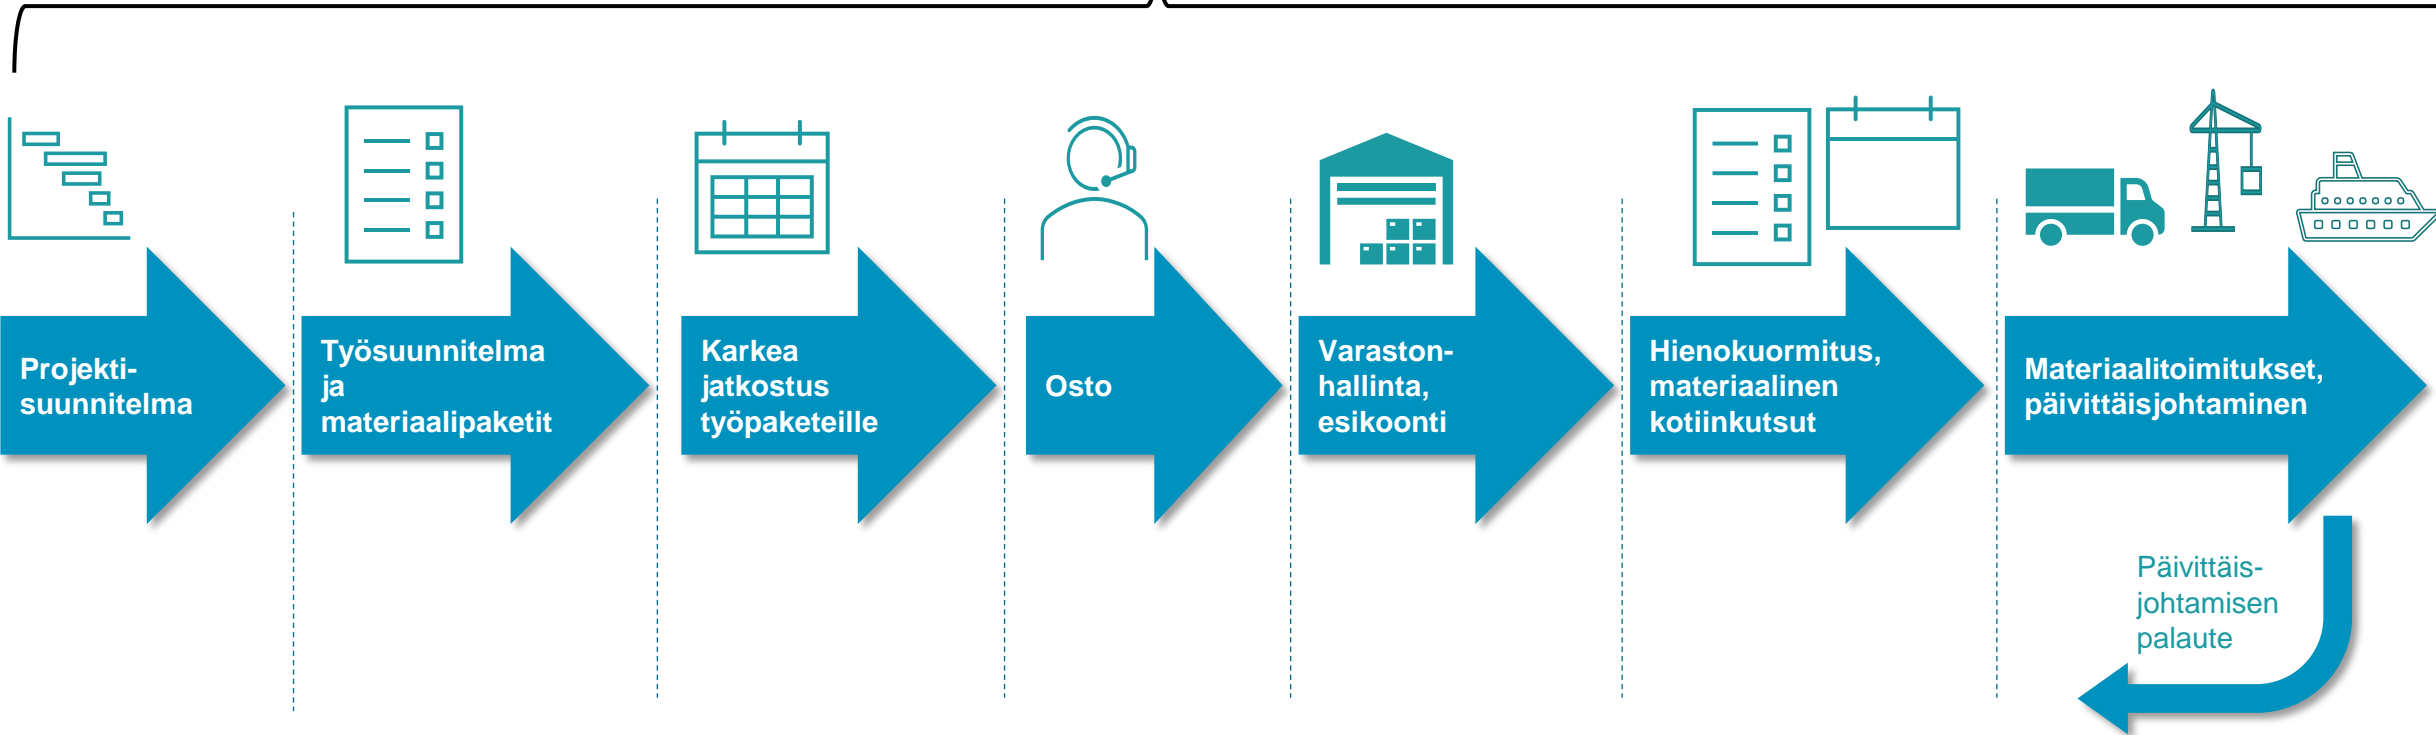 Projekti-
suunnitelma
Työsuunnitelma
ja
materiaalipaketit
Karkea
jatkostus
työpaketeille
Osto
Varaston-
hallinta,
esikoonti
Hienokuormitus,
materiaalinen
kotiinkutsut
Materiaalitoimitukset,
päivittäisjohtaminen
Päivittäis-
johtamisen
palaute